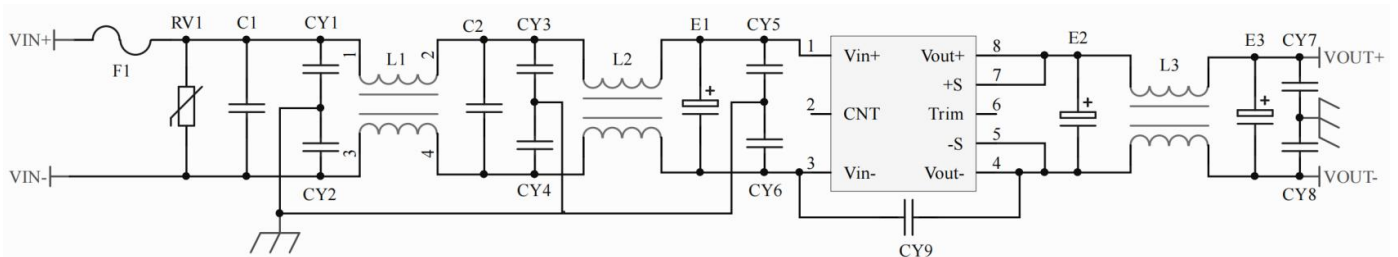 RV1 C1 CY1 CY3 E1 CY5 CY7
VIN+ F1 1 L1 2 C2 L2 1 Vin+ Vout+ 8 E2 L3 E3 VOUT+
+S 7
+ + +
2 CNT Trim 6
-S 5
VIN- 3 4 3 Vin- Vout- 4 VOUT-
CY2 CY4 CY6 CY8
CY9